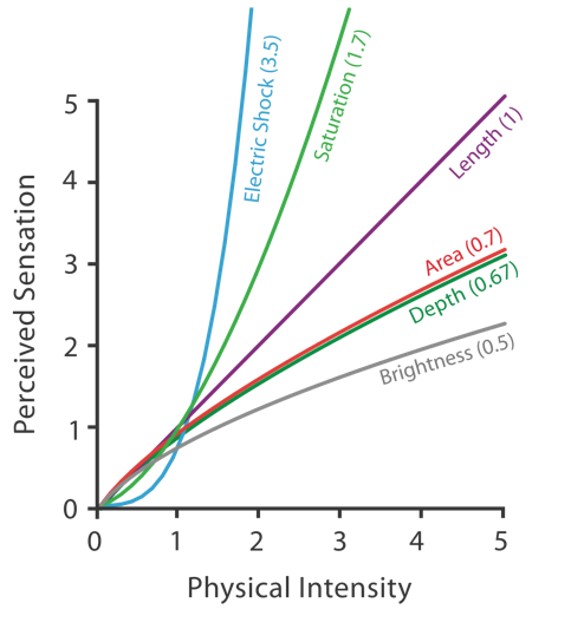 Electric Shock (3.5)
Saturation (1.7)
Length (1)
Area (0.7)
Depth (0.67)
Brightness (0.5)
Perceived Sensation
5
4
3
2
1
0
0 1 2 3 4 5
Physical Intensity